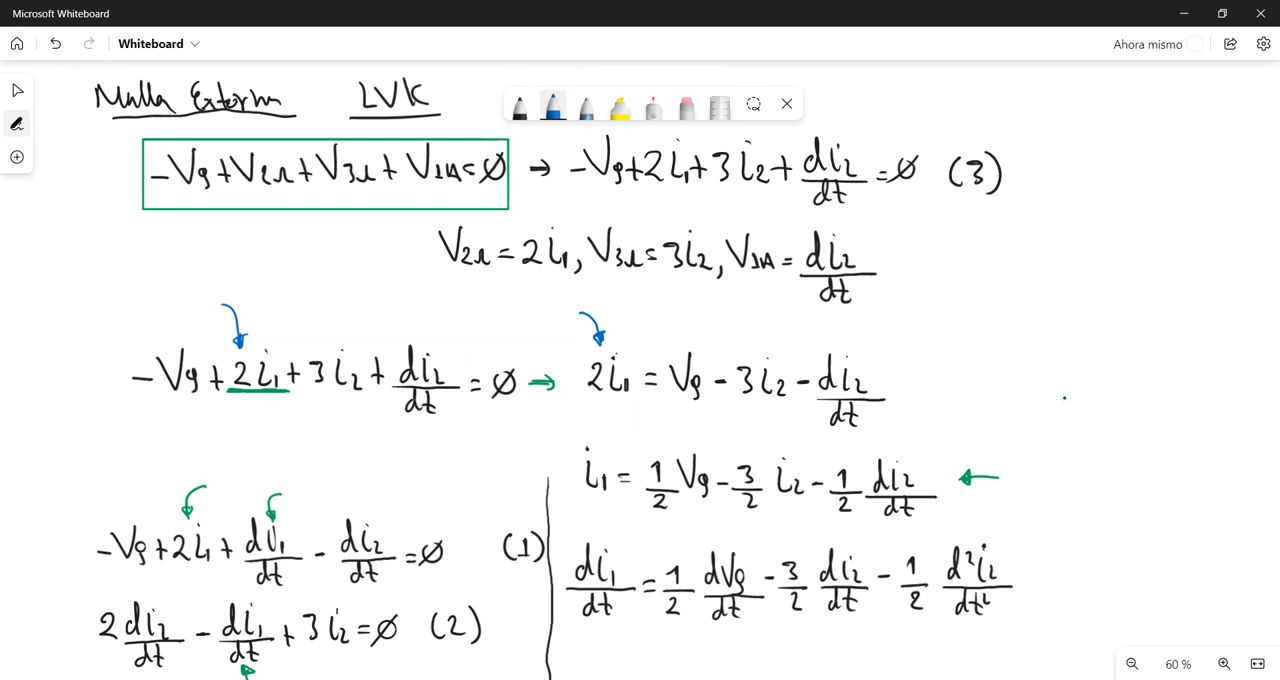 Microsoft Whiteboard
Whiteboard
Ahora mismo
Malla Externa LVK
-Vg+V2Ω+V3Ω+V1H=∅ → -Vg+2i₁+3i₂+di₂/dt=∅ (3)
V2Ω=2i₁, V3Ω=3i₂, V1H=di₂/dt
-Vg+2i₁+3i₂+di₂/dt=∅ → 2i₁=Vg-3i₂-di₂/dt
i₁=1/2 Vg-3/2 i₂-1/2 di₂/dt ←
-Vg+2i₁+di₁/dt-di₂/dt=∅ (1)
2di₂/dt-di₁/dt+3i₂=∅ (2)
di₁/dt=1/2 dVg/dt-3/2 di₂/dt-1/2 d²i₂/dt²
60 %